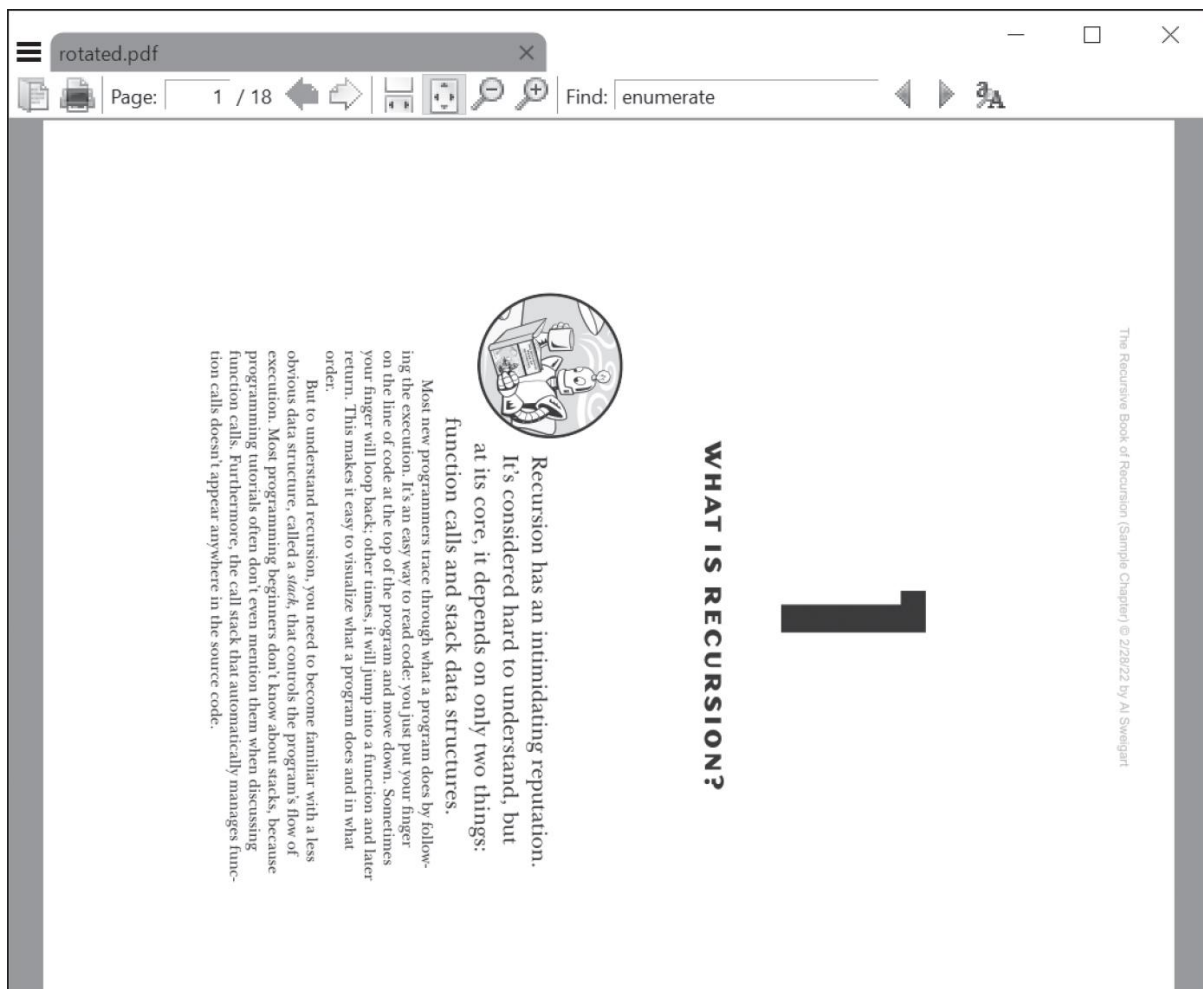 rotated.pdf
Page: 1 / 18 Find: enumerate
The Recursive Book of Recursion (Sample Chapter) © 2/28/22 by Al Sweigart
1
WHAT IS RECURSION?
Recursion has an intimidating reputation.
It’s considered hard to understand, but
at its core, it depends on only two things:
function calls and stack data structures.
Most new programmers trace through what a program does by follow-
ing the execution. It’s an easy way to read code: you just put your finger
on the line of code at the top of the program and move down. Sometimes
your finger will loop back; other times, it will jump into a function and later
return. This makes it easy to visualize what a program does and in what
order.
But to understand recursion, you need to become familiar with a less
obvious data structure, called a stack, that controls the program’s flow of
execution. Most programming beginners don’t know about stacks, because
programming tutorials often don’t even mention them when discussing
function calls. Furthermore, the call stack that automatically manages func-
tion calls doesn’t appear anywhere in the source code.